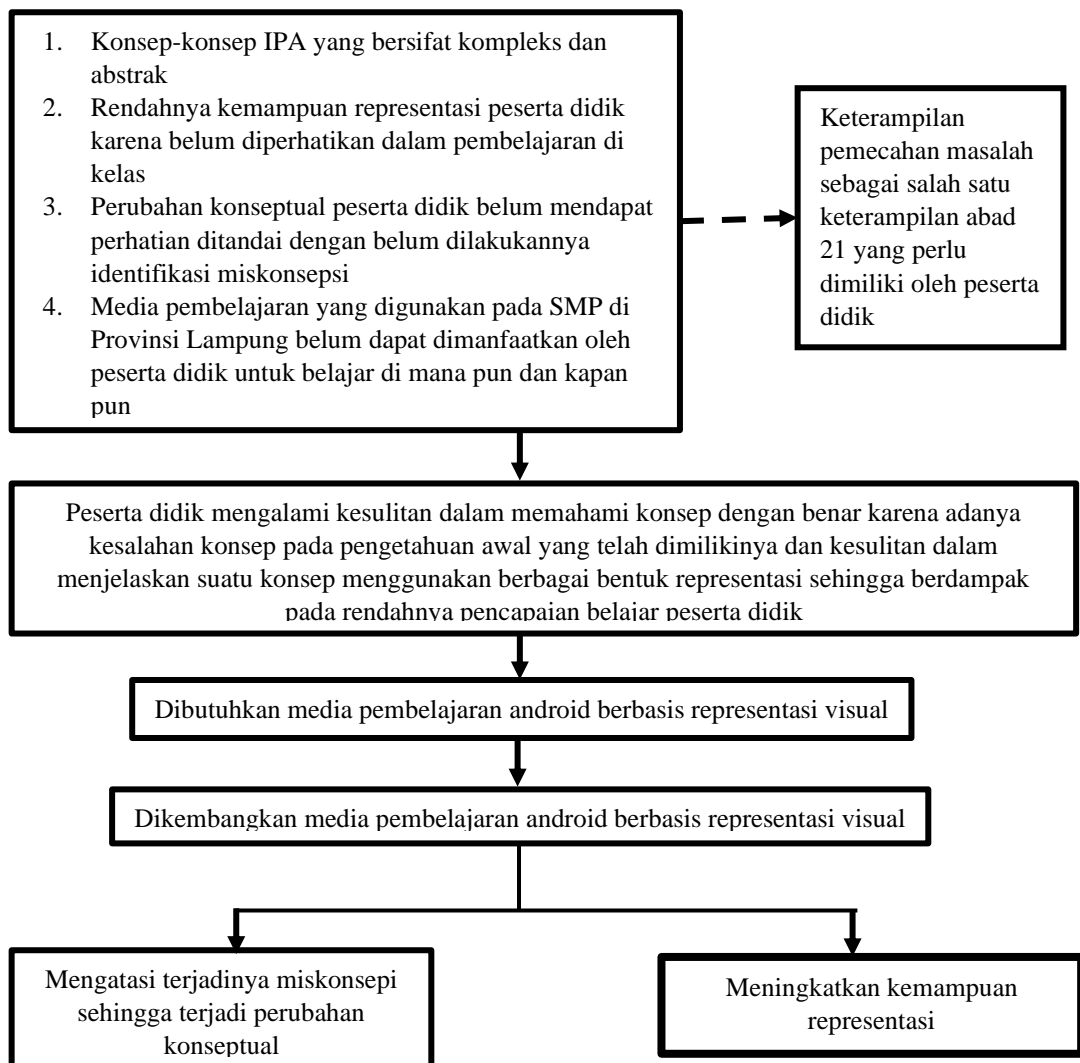 1. Konsep-konsep IPA yang bersifat kompleks dan
abstrak
2. Rendahnya kemampuan representasi peserta didik
karena belum diperhatikan dalam pembelajaran di
kelas
3. Perubahan konseptual peserta didik belum mendapat
perhatian ditandai dengan belum dilakukannya
identifikasi miskonsepsi
4. Media pembelajaran yang digunakan pada SMP di
Provinsi Lampung belum dapat dimanfaatkan oleh
peserta didik untuk belajar di mana pun dan kapan
pun
Keterampilan
pemecahan masalah
sebagai salah satu
keterampilan abad
21 yang perlu
dimiliki oleh peserta
didik
Peserta didik mengalami kesulitan dalam memahami konsep dengan benar karena adanya
kesalahan konsep pada pengetahuan awal yang telah dimilikinya dan kesulitan dalam
menjelaskan suatu konsep menggunakan berbagai bentuk representasi sehingga berdampak
pada rendahnya pencapaian belajar peserta didik
Dibutuhkan media pembelajaran android berbasis representasi visual
Dikembangkan media pembelajaran android berbasis representasi visual
Mengatasi terjadinya miskonsepi
sehingga terjadi perubahan
konseptual
Meningkatkan kemampuan
representasi